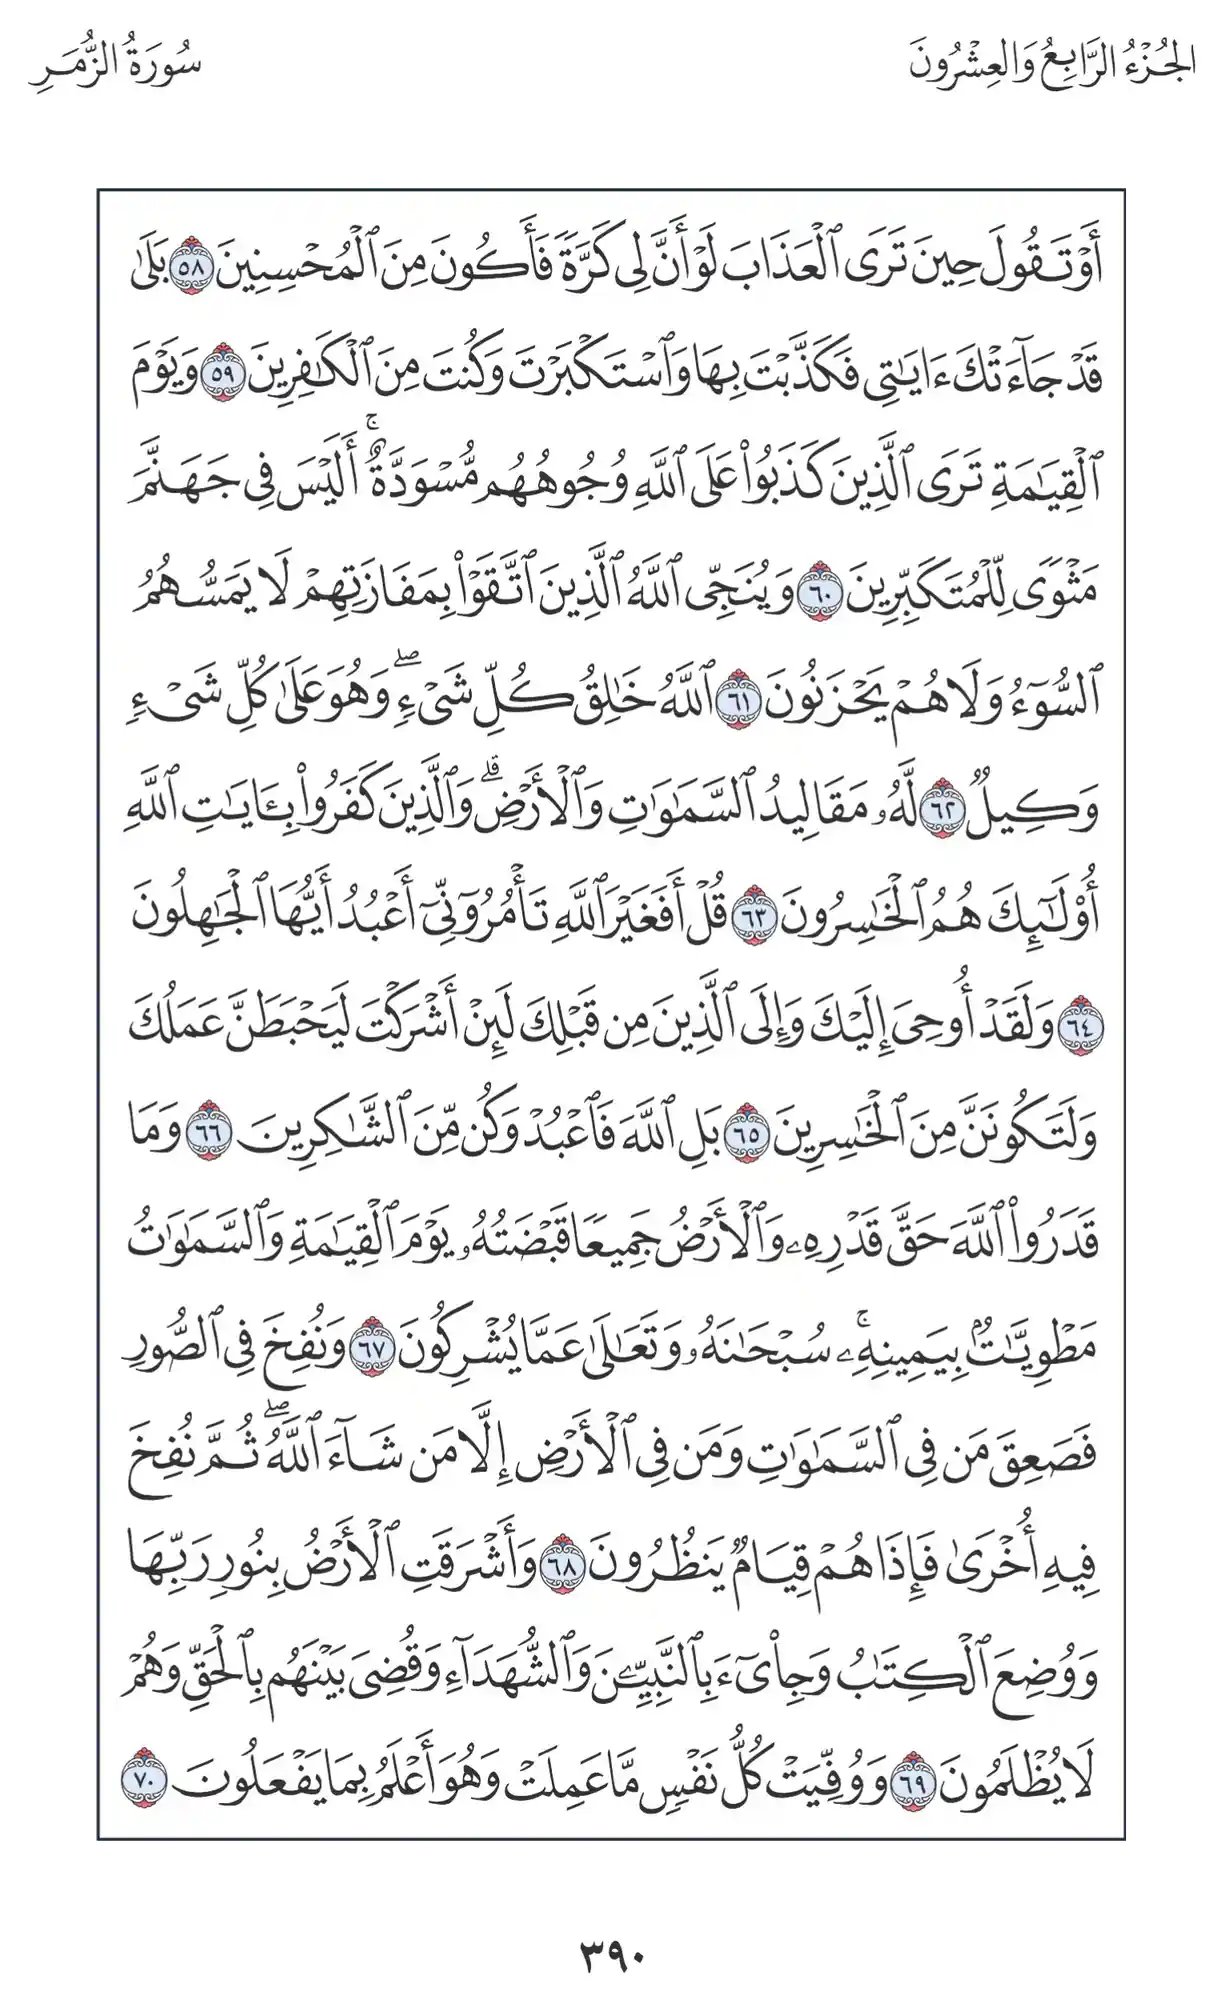 الجُزْءُ الرَّابِعُ وَالعِشْرُونَ
سُورَةُ الزُّمَرِ
أَوْ تَقُولَ حِينَ تَرَى ٱلْعَذَابَ لَوْ أَنَّ لِى كَرَّةً فَأَكُونَ مِنَ ٱلْمُحْسِنِينَ ٥٨ بَلَىٰ
قَدْ جَآءَتْكَ ءَايَٰتِى فَكَذَّبْتَ بِهَا وَٱسْتَكْبَرْتَ وَكُنتَ مِنَ ٱلْكَٰفِرِينَ ٥٩ وَيَوْمَ
ٱلْقِيَٰمَةِ تَرَى ٱلَّذِينَ كَذَبُوا۟ عَلَى ٱللَّهِ وُجُوهُهُم مُّسْوَدَّةٌ ۚ أَلَيْسَ فِى جَهَنَّمَ
مَثْوًى لِّلْمُتَكَبِّرِينَ ٦٠ وَيُنَجِّى ٱللَّهُ ٱلَّذِينَ ٱتَّقَوْا۟ بِمَفَازَتِهِمْ لَا يَمَسُّهُمُ
ٱلسُّوٓءُ وَلَا هُمْ يَحْزَنُونَ ٦١ ٱللَّهُ خَٰلِقُ كُلِّ شَىْءٍ ۖ وَهُوَ عَلَىٰ كُلِّ شَىْءٍ
وَكِيلٌ ٦٢ لَّهُۥ مَقَالِيدُ ٱلسَّمَٰوَٰتِ وَٱلْأَرْضِ ۗ وَٱلَّذِينَ كَفَرُوا۟ بِـَٔايَٰتِ ٱللَّهِ
أُو۟لَٰٓئِكَ هُمُ ٱلْخَٰسِرُونَ ٦٣ قُلْ أَفَغَيْرَ ٱللَّهِ تَأْمُرُوٓنِّىٓ أَعْبُدُ أَيُّهَا ٱلْجَٰهِلُونَ
٦٤ وَلَقَدْ أُوحِىَ إِلَيْكَ وَإِلَى ٱلَّذِينَ مِن قَبْلِكَ لَئِنْ أَشْرَكْتَ لَيَحْبَطَنَّ عَمَلُكَ
وَلَتَكُونَنَّ مِنَ ٱلْخَٰسِرِينَ ٦٥ بَلِ ٱللَّهَ فَٱعْبُدْ وَكُن مِّنَ ٱلشَّٰكِرِينَ ٦٦ وَمَا
قَدَرُوا۟ ٱللَّهَ حَقَّ قَدْرِهِۦ وَٱلْأَرْضُ جَمِيعًا قَبْضَتُهُۥ يَوْمَ ٱلْقِيَٰمَةِ وَٱلسَّمَٰوَٰتُ
مَطْوِيَّٰتٌۢ بِيَمِينِهِۦ ۚ سُبْحَٰنَهُۥ وَتَعَٰلَىٰ عَمَّا يُشْرِكُونَ ٦٧ وَنُفِخَ فِى ٱلصُّورِ
فَصَعِقَ مَن فِى ٱلسَّمَٰوَٰتِ وَمَن فِى ٱلْأَرْضِ إِلَّا مَن شَآءَ ٱللَّهُ ۖ ثُمَّ نُفِخَ
فِيهِ أُخْرَىٰ فَإِذَا هُمْ قِيَامٌ يَنظُرُونَ ٦٨ وَأَشْرَقَتِ ٱلْأَرْضُ بِنُورِ رَبِّهَا
وَوُضِعَ ٱلْكِتَٰبُ وَجِا۟ىٓءَ بِٱلنَّبِيِّـۧنَ وَٱلشُّهَدَآءِ وَقُضِىَ بَيْنَهُم بِٱلْحَقِّ وَهُمْ
لَا يُظْلَمُونَ ٦٩ وَوُفِّيَتْ كُلُّ نَفْسٍ مَّا عَمِلَتْ وَهُوَ أَعْلَمُ بِمَا يَفْعَلُونَ ٧٠
٣٩٠